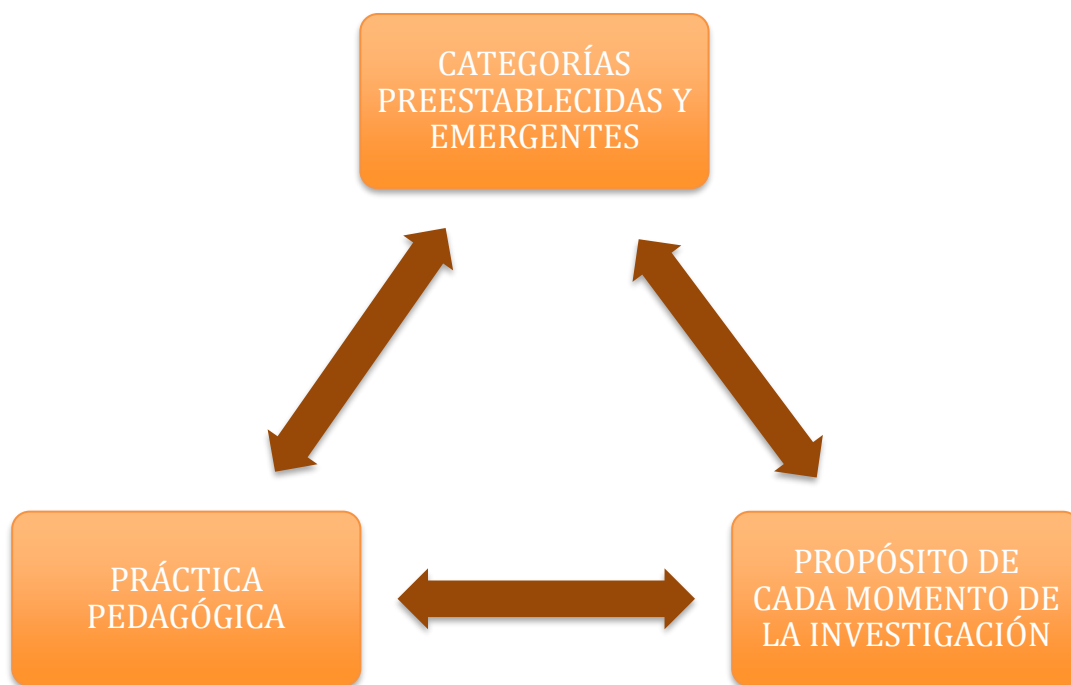 CATEGORÍAS
PREESTABLECIDAS Y
EMERGENTES
PRÁCTICA
PEDAGÓGICA
PROPÓSITO DE
CADA MOMENTO DE
LA INVESTIGACIÓN